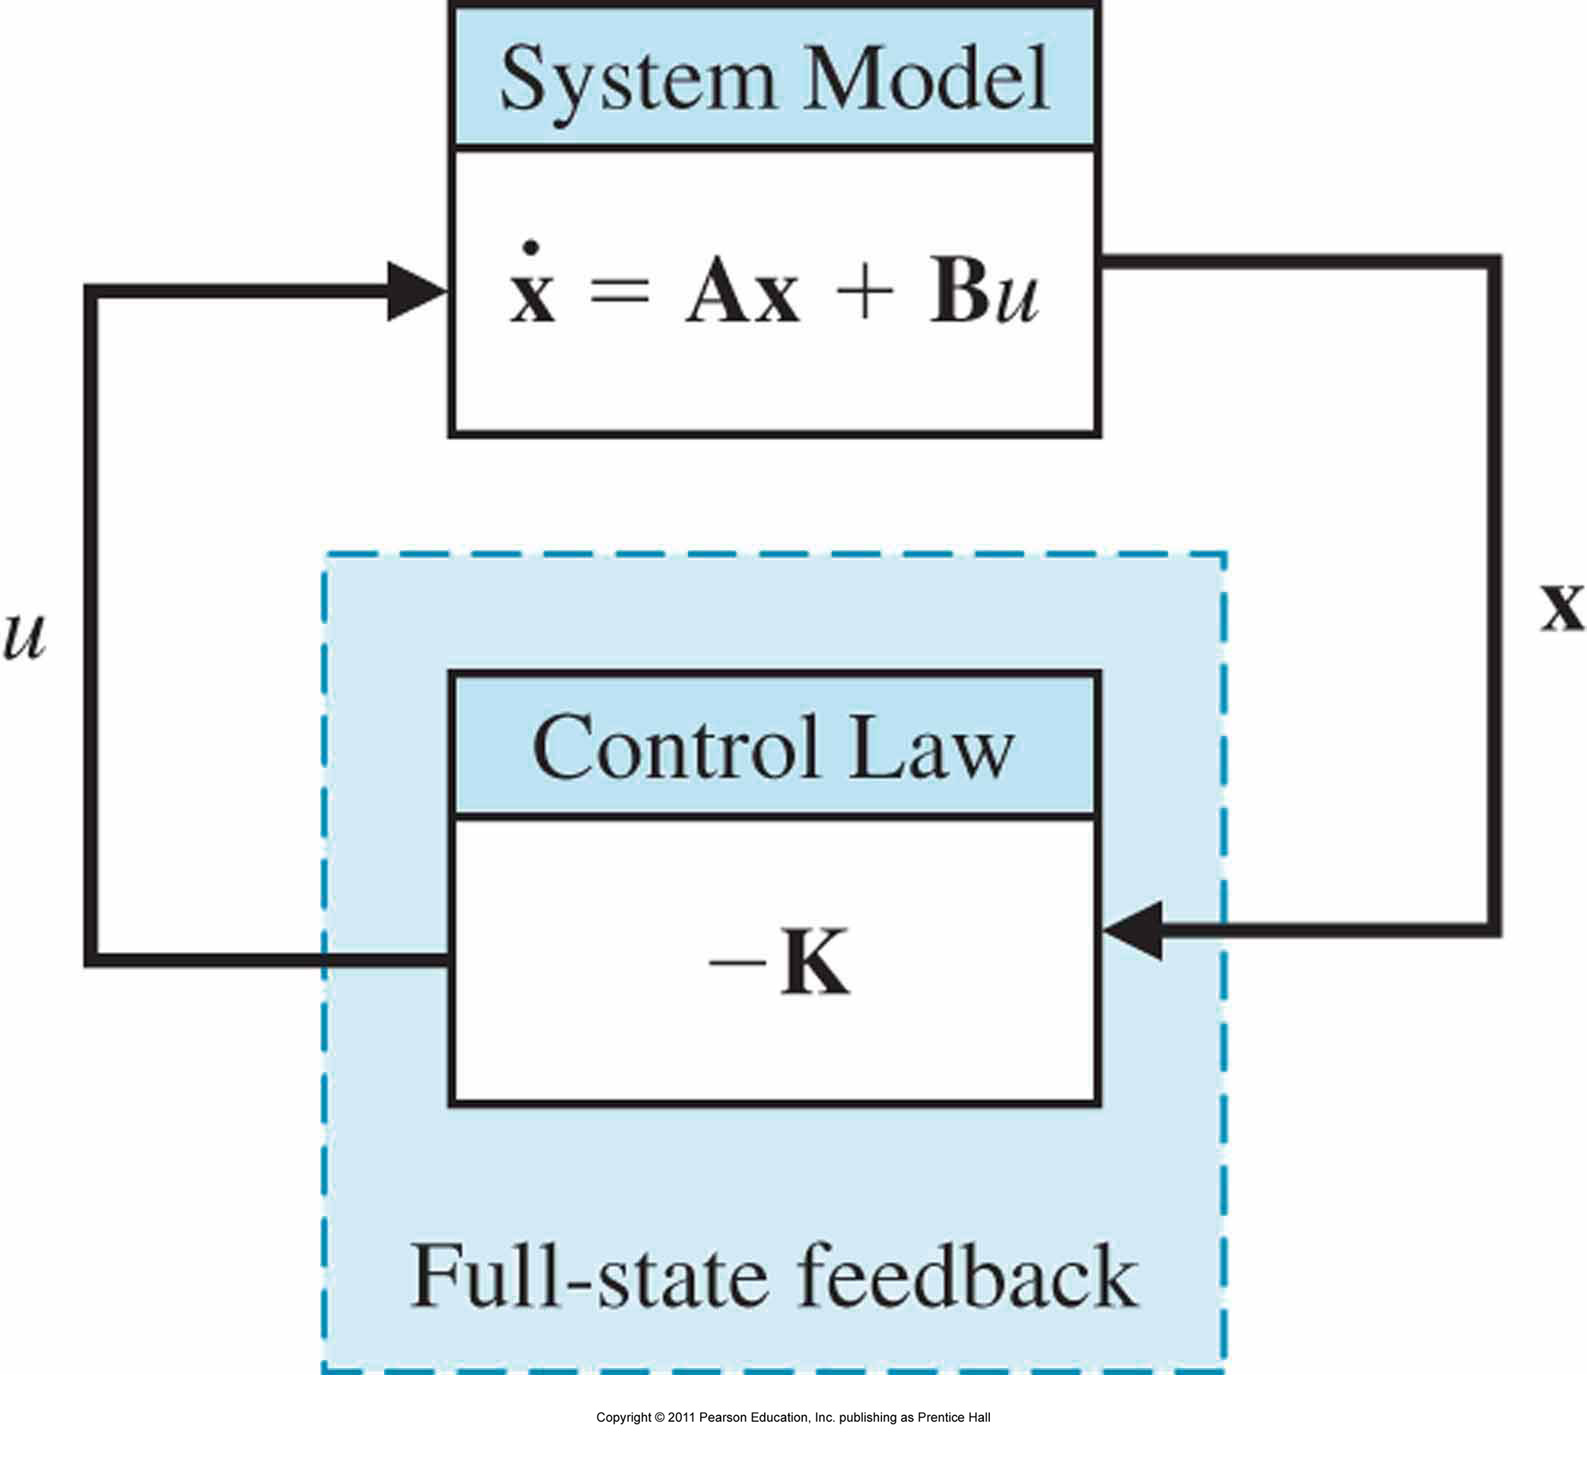 System Model
ẋ = Ax + Bu
u
x
Control Law
−K
Full-state feedback
Copyright © 2011 Pearson Education, Inc. publishing as Prentice Hall